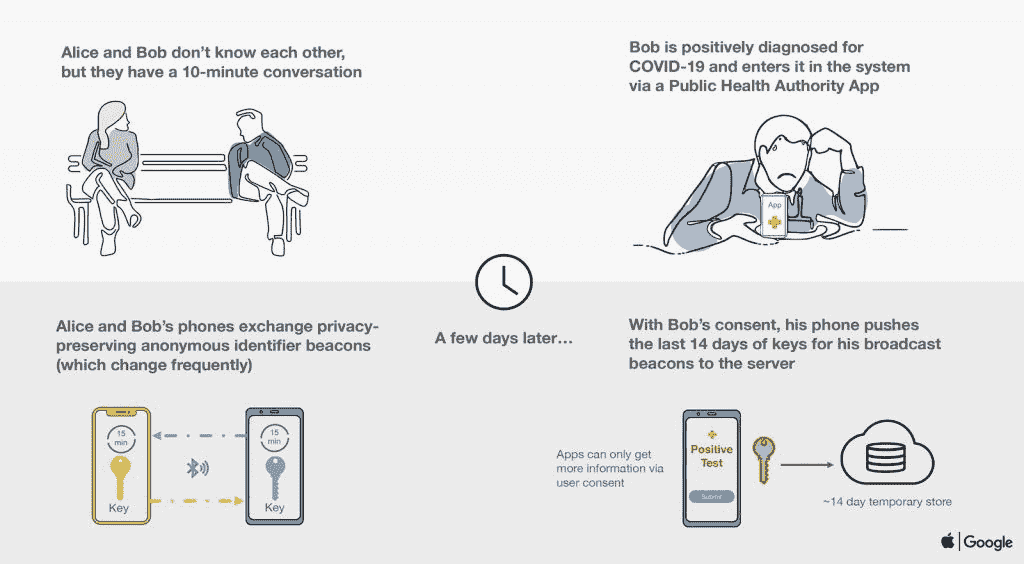 Alice and Bob don’t know each other,
but they have a 10-minute conversation
Bob is positively diagnosed for
COVID-19 and enters it in the system
via a Public Health Authority App
App
Alice and Bob’s phones exchange privacy-
preserving anonymous identifier beacons
(which change frequently)
15
min
Key
15
min
Key
A few days later…
With Bob’s consent, his phone pushes
the last 14 days of keys for his broadcast
beacons to the server
Apps can only get
more information via
user consent
Positive
Test
Submit
~14 day temporary store
Google